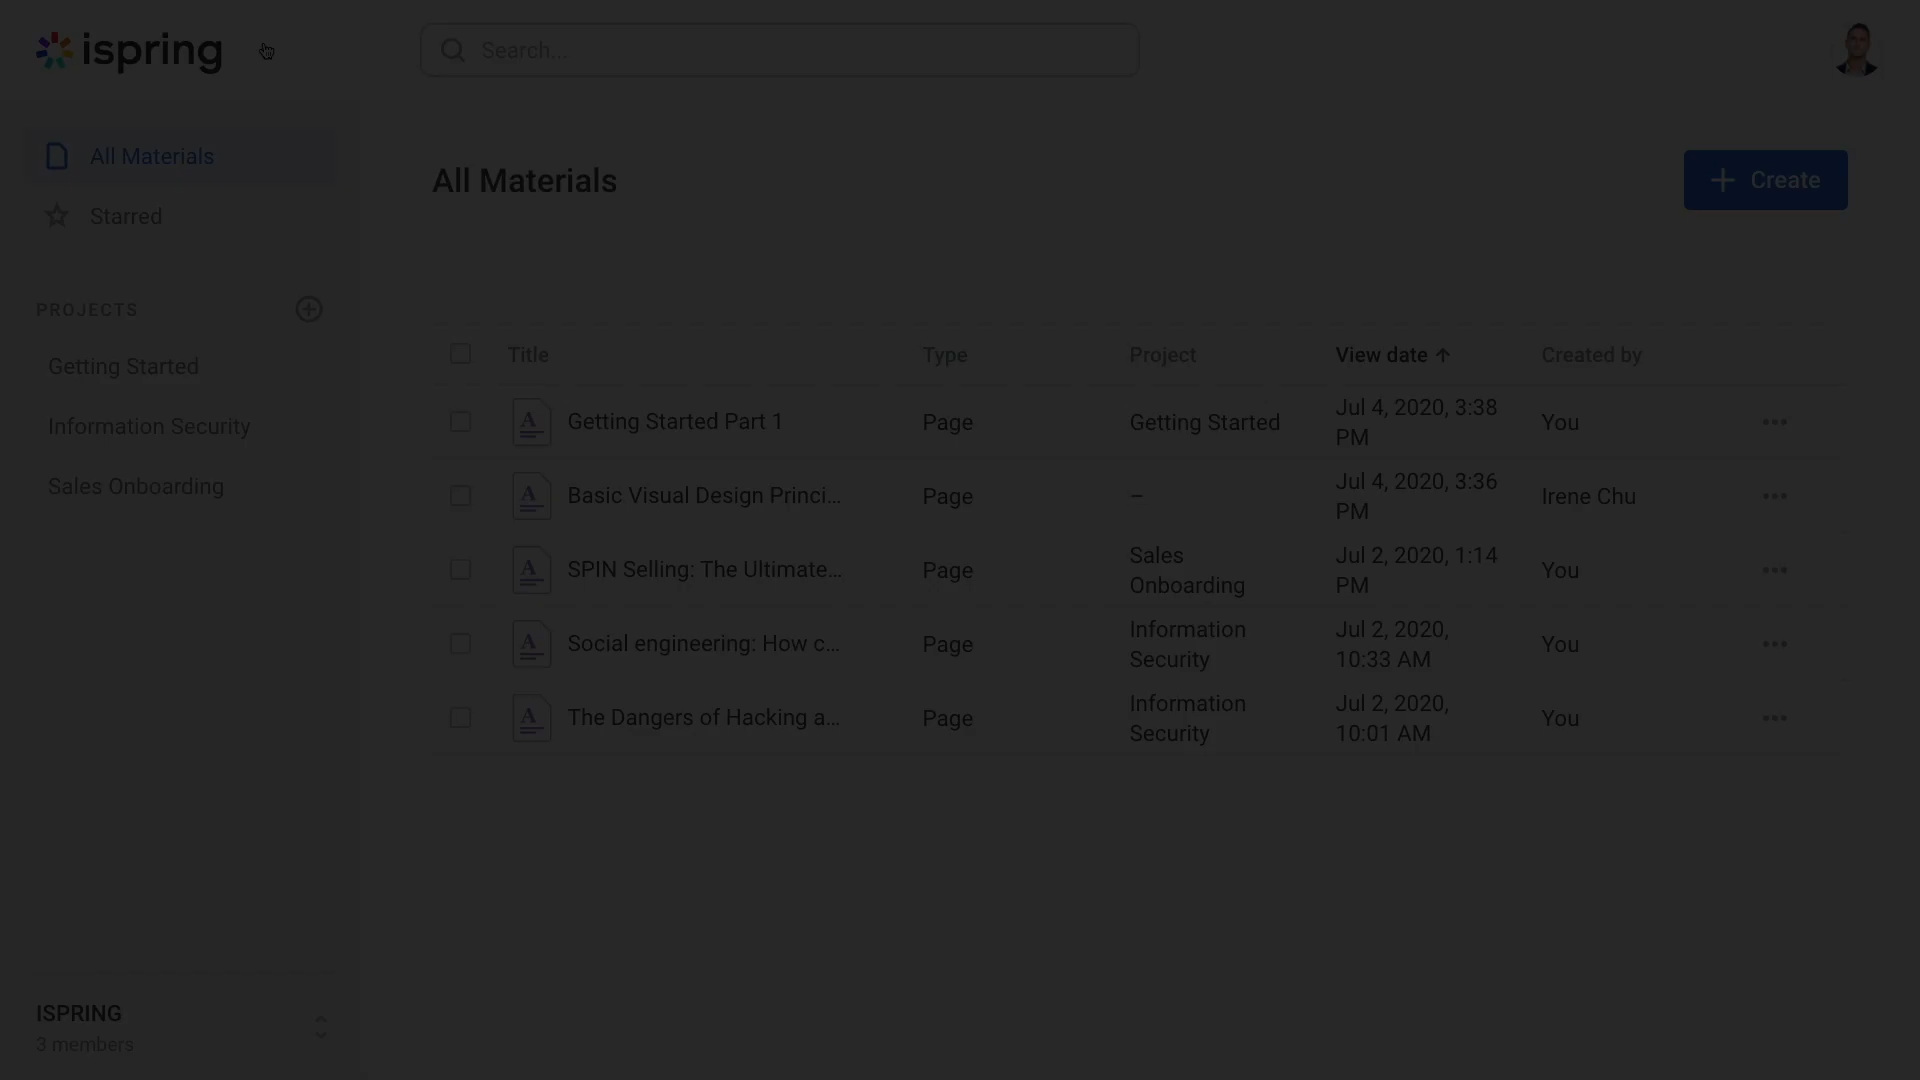 ispring
Search...
All Materials
Starred
PROJECTS
Getting Started
Information Security
Sales Onboarding
ISPRING
3 members
All Materials
Create
Title Type Project View date Created by
Getting Started Part 1 Page Getting Started Jul 4, 2020, 3:38 PM You
Basic Visual Design Princi... Page – Jul 4, 2020, 3:36 PM Irene Chu
SPIN Selling: The Ultimate... Page Sales Onboarding Jul 2, 2020, 1:14 PM You
Social engineering: How c... Page Information Security Jul 2, 2020, 10:33 AM You
The Dangers of Hacking a... Page Information Security Jul 2, 2020, 10:01 AM You